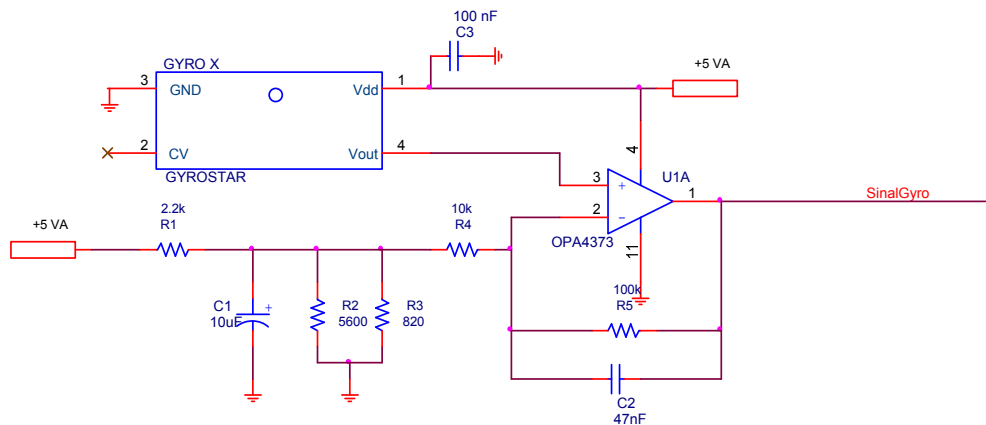 100 nF
C3
+5 VA
GYRO X
3
GND
Vdd
1
2
CV
Vout
4
GYROSTAR
4
U1A
3
+
1
SinalGyro
2
−
OPA4373
11
+5 VA
2.2k
R1
10k
R4
C1
+
10uF
R2
5600
R3
820
100k
R5
C2
47nF